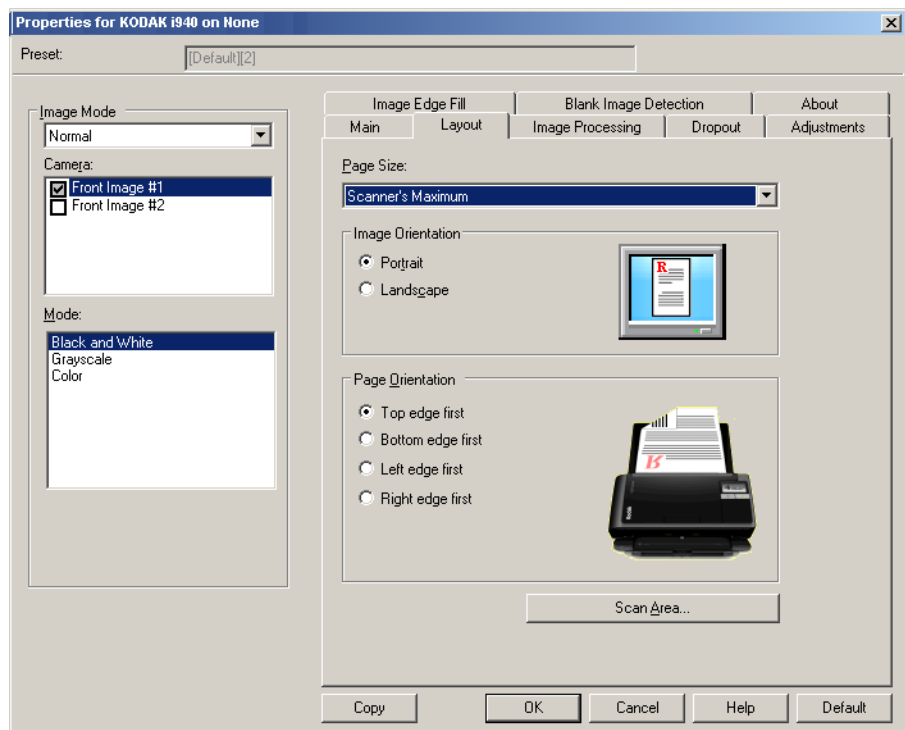 Properties for KODAK i940 on None
Preset:
[Default][2]
Image Mode
Normal
Camera:
Front Image #1
Front Image #2
Mode:
Black and White
Grayscale
Color
Image Edge Fill
Blank Image Detection
About
Main
Layout
Image Processing
Dropout
Adjustments
Page Size:
Scanner's Maximum
Image Orientation
Portrait
Landscape
R
Page Orientation
Top edge first
Bottom edge first
Left edge first
Right edge first
R
Kodak
Scan Area...
Copy
OK
Cancel
Help
Default